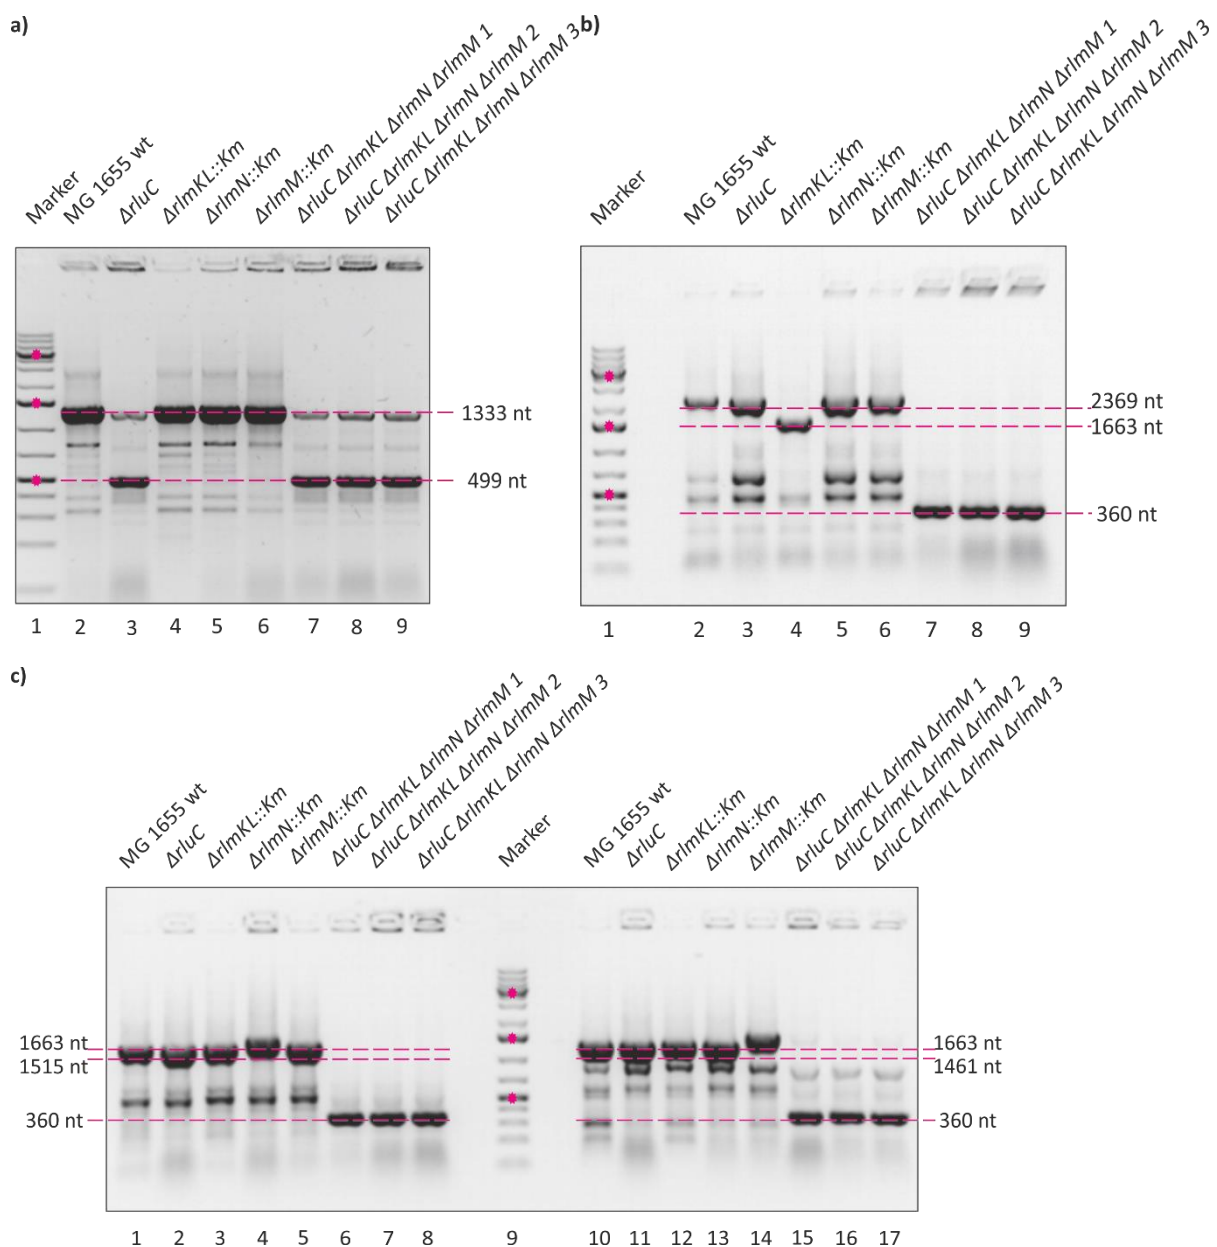 a)
Marker
MG 1655 wt
ΔrluC
ΔrlmKL::Km
ΔrlmN::Km
ΔrlmM::Km
ΔrluC ΔrlmKL ΔrlmN ΔrlmM 1
ΔrluC ΔrlmKL ΔrlmN ΔrlmM 2
ΔrluC ΔrlmKL ΔrlmN ΔrlmM 3
1333 nt
499 nt
1 2 3 4 5 6 7 8 9
b)
Marker
MG 1655 wt
ΔrluC
ΔrlmKL::Km
ΔrlmN::Km
ΔrlmM::Km
ΔrluC ΔrlmKL ΔrlmN ΔrlmM 1
ΔrluC ΔrlmKL ΔrlmN ΔrlmM 2
ΔrluC ΔrlmKL ΔrlmN ΔrlmM 3
2369 nt
1663 nt
360 nt
1 2 3 4 5 6 7 8 9
c)
MG 1655 wt
ΔrluC
ΔrlmKL::Km
ΔrlmN::Km
ΔrlmM::Km
ΔrluC ΔrlmKL ΔrlmN ΔrlmM 1
ΔrluC ΔrlmKL ΔrlmN ΔrlmM 2
ΔrluC ΔrlmKL ΔrlmN ΔrlmM 3
Marker
MG 1655 wt
ΔrluC
ΔrlmKL::Km
ΔrlmN::Km
ΔrlmM::Km
ΔrluC ΔrlmKL ΔrlmN ΔrlmM 1
ΔrluC ΔrlmKL ΔrlmN ΔrlmM 2
ΔrluC ΔrlmKL ΔrlmN ΔrlmM 3
1663 nt
1515 nt
360 nt
1663 nt
1461 nt
360 nt
1 2 3 4 5 6 7 8 9 10 11 12 13 14 15 16 17